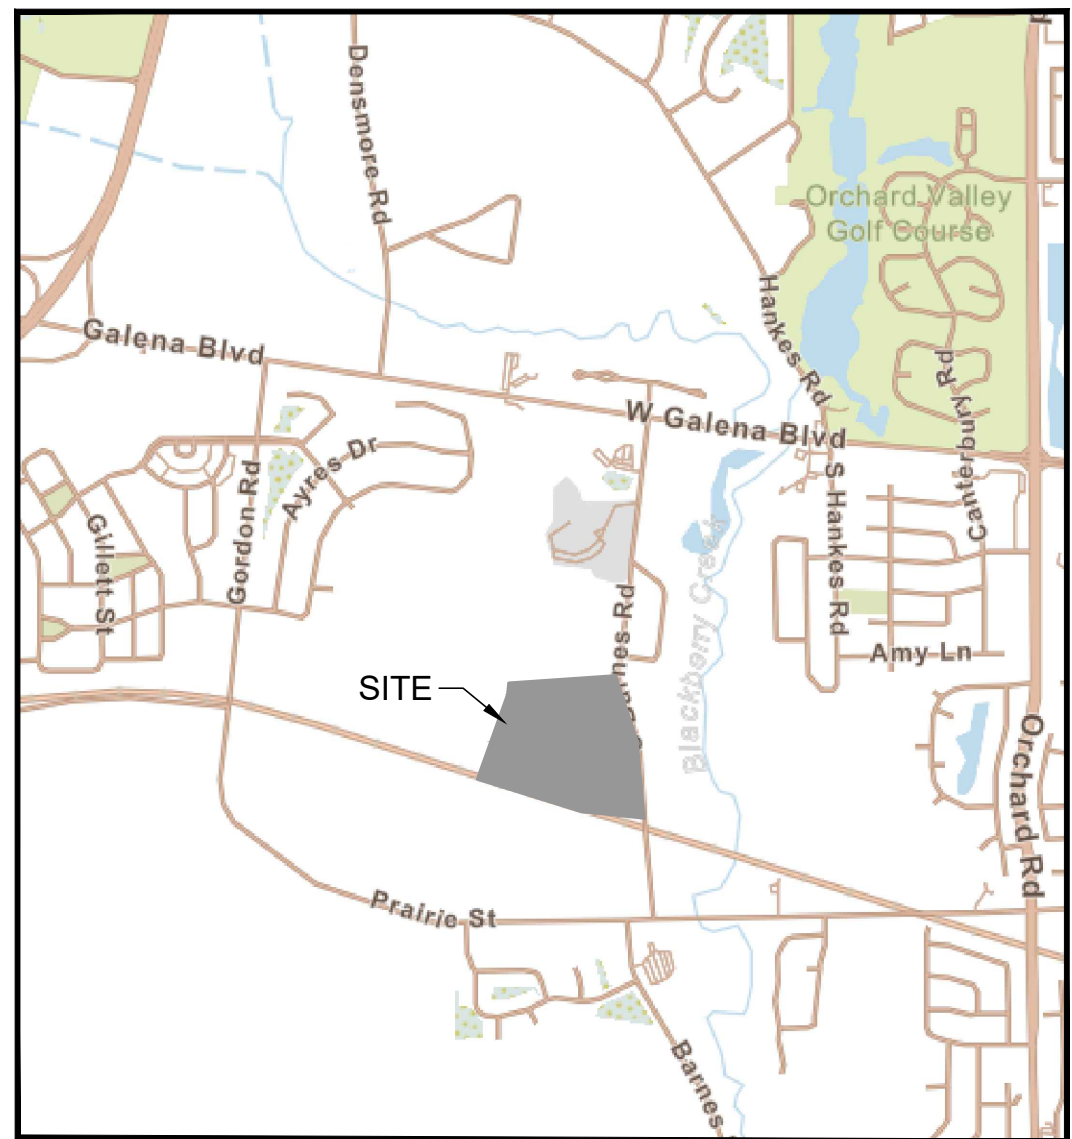 Densmore Rd
Orchard Valley
Golf Course
Hankes Rd
Galena Blvd
Canterbury Rd
W Galena Blvd
Ayres Dr
Gordon Rd
S Hankes Rd
Gillett St
Blackberry Creek
Amy Ln
SITE
Orchard Rd
Prairie St
Barnes